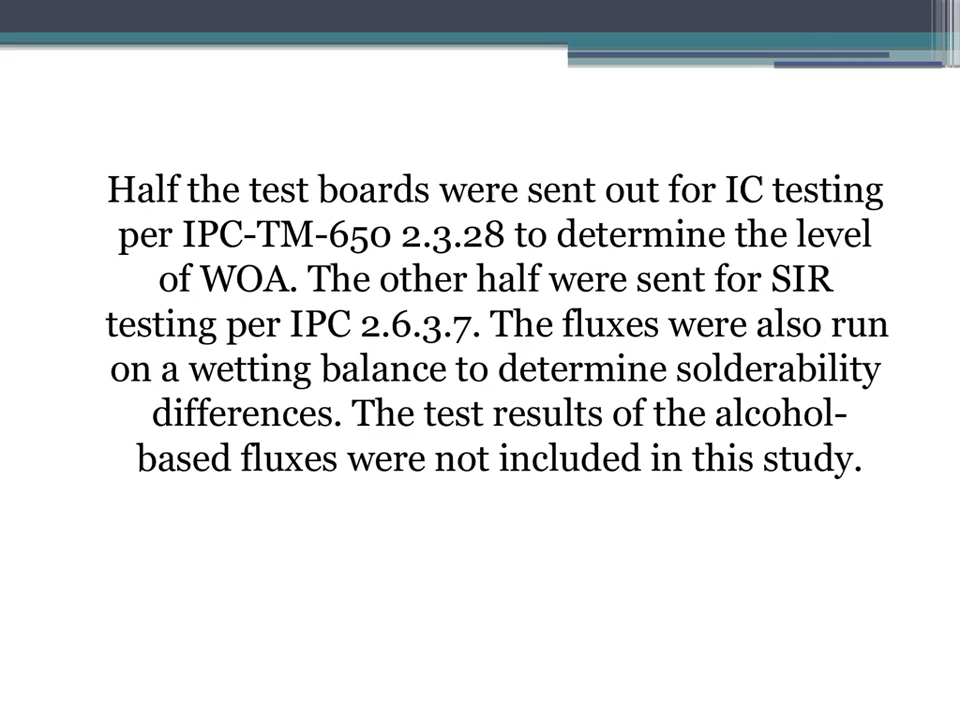 Half the test boards were sent out for IC testing
per IPC-TM-650 2.3.28 to determine the level
of WOA. The other half were sent for SIR
testing per IPC 2.6.3.7. The fluxes were also run
on a wetting balance to determine solderability
differences. The test results of the alcohol-
based fluxes were not included in this study.